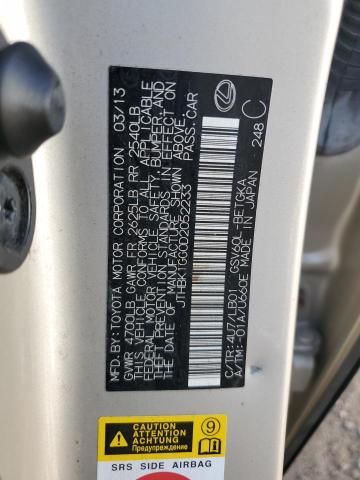 MFD.BY:TOYOTA MOTOR CORPORATION 03/13
GVWR 4700LB GAWR FR 2625LB RR 2540LB
THIS VEHICLE CONFORMS TO ALL APPLICABLE
FEDERAL MOTOR VEHICLE SAFETY, BUMPER, AND
THEFT PREVENTION STANDARDS IN EFFECT ON
THE DATE OF MANUFACTURE SHOWN ABOVE.
JTHBK1GG0D2052233 PASS.CAR
C/TR:4U7/LB01 GSV60L-BETGKA
A/TM:-01A/U660E MADE IN JAPAN
248 C
CAUTION
ATTENTION
ACHTUNG
Предупреждение
9
SRS SIDE AIRBAG